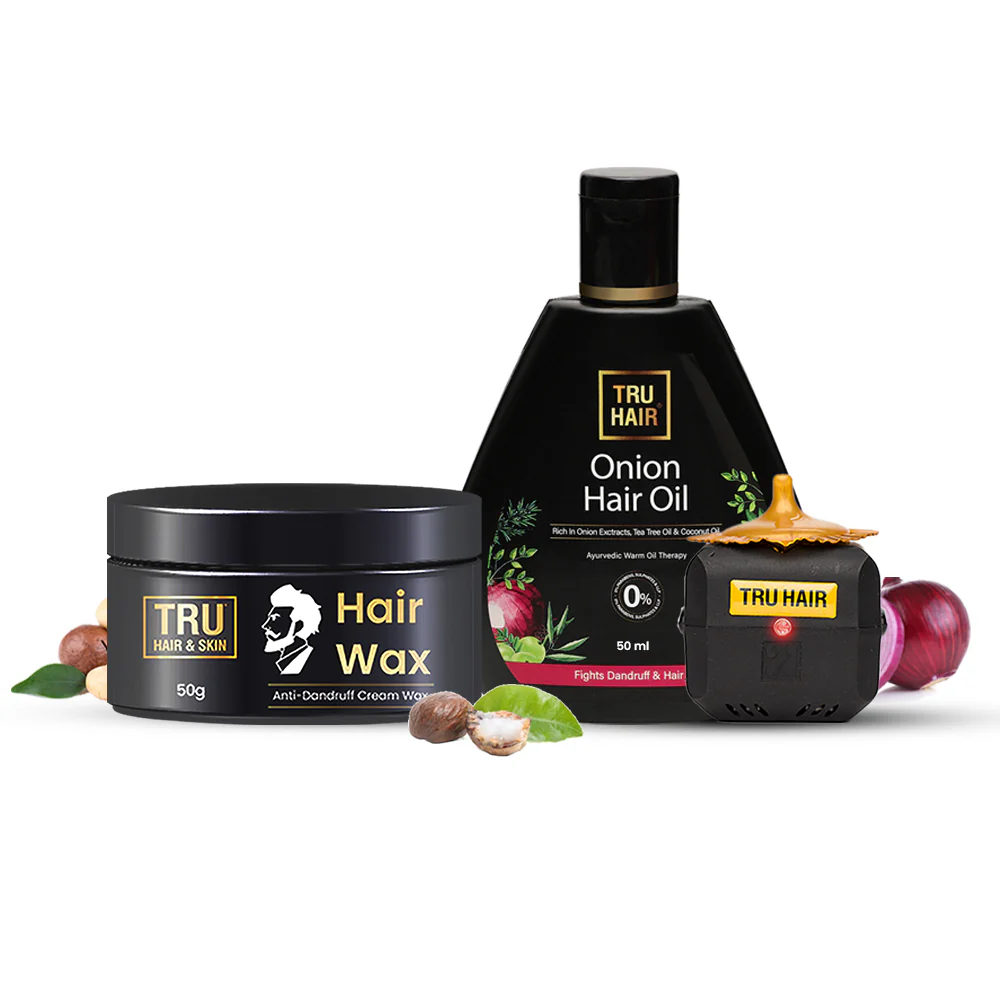 TRU
HAIR & SKIN
50g
Hair
Wax
Anti-Dandruff Cream Wax
TRU
HAIR®
Onion
Hair Oil
Rich In Onion Exctracts, Tea Tree Oil & Coconut Oil
Ayurvedic Warm Oil Therapy
0%
50 ml
Fights Dandruff & Hair
TRU HAIR